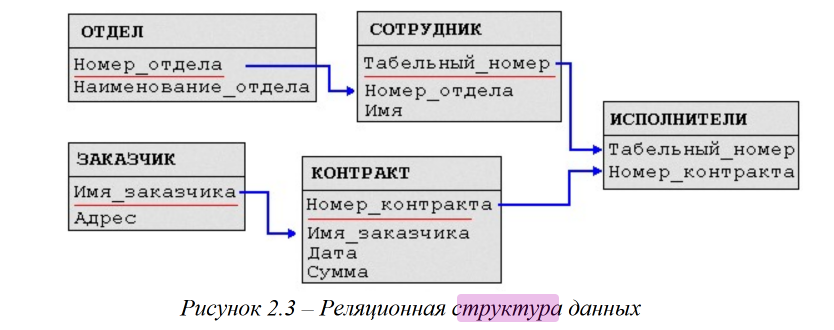 ОТДЕЛ
Номер_отдела
Наименование_отдела
СОТРУДНИК
Табельный_номер
Номер_отдела
Имя
ИСПОЛНИТЕЛИ
Табельный_номер
Номер_контракта
ЗАКАЗЧИК
Имя_заказчика
Адрес
КОНТРАКТ
Номер_контракта
Имя_заказчика
Дата
Сумма
Рисунок 2.3 – Реляционная структура данных